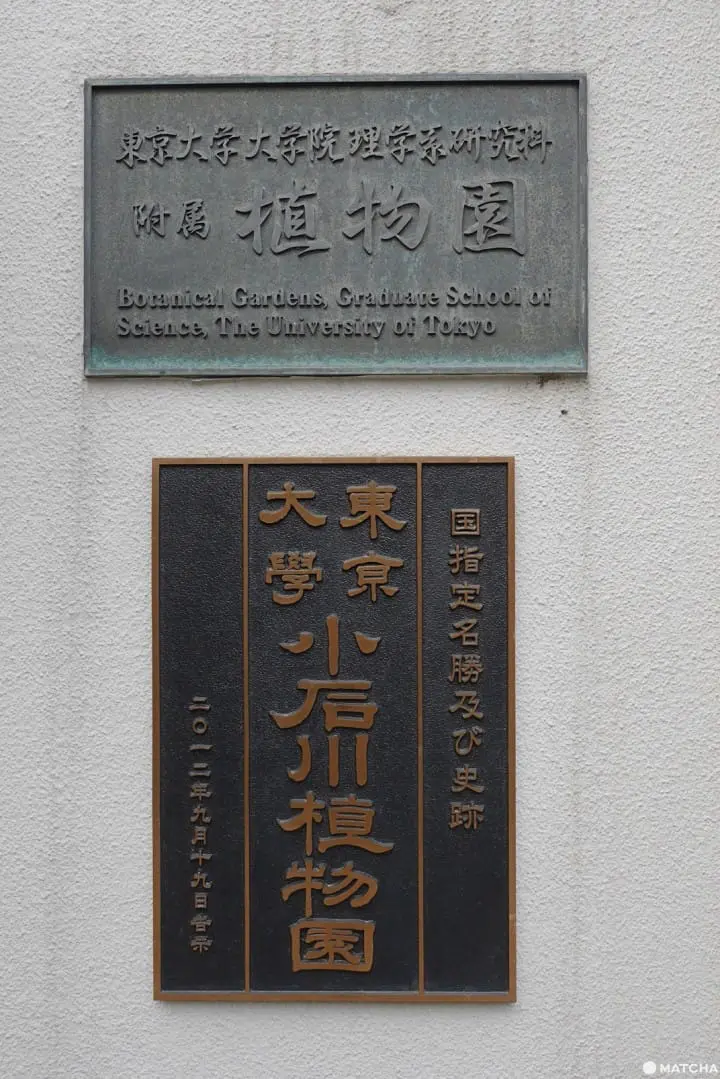 東京大学大学院理学系研究科
附属 植物園
Botanical Gardens, Graduate School of
Science, The University of Tokyo
国指定名勝及び史跡
東京
大學
小石川植物園
二〇一二年九月十九日告示
MATCHA